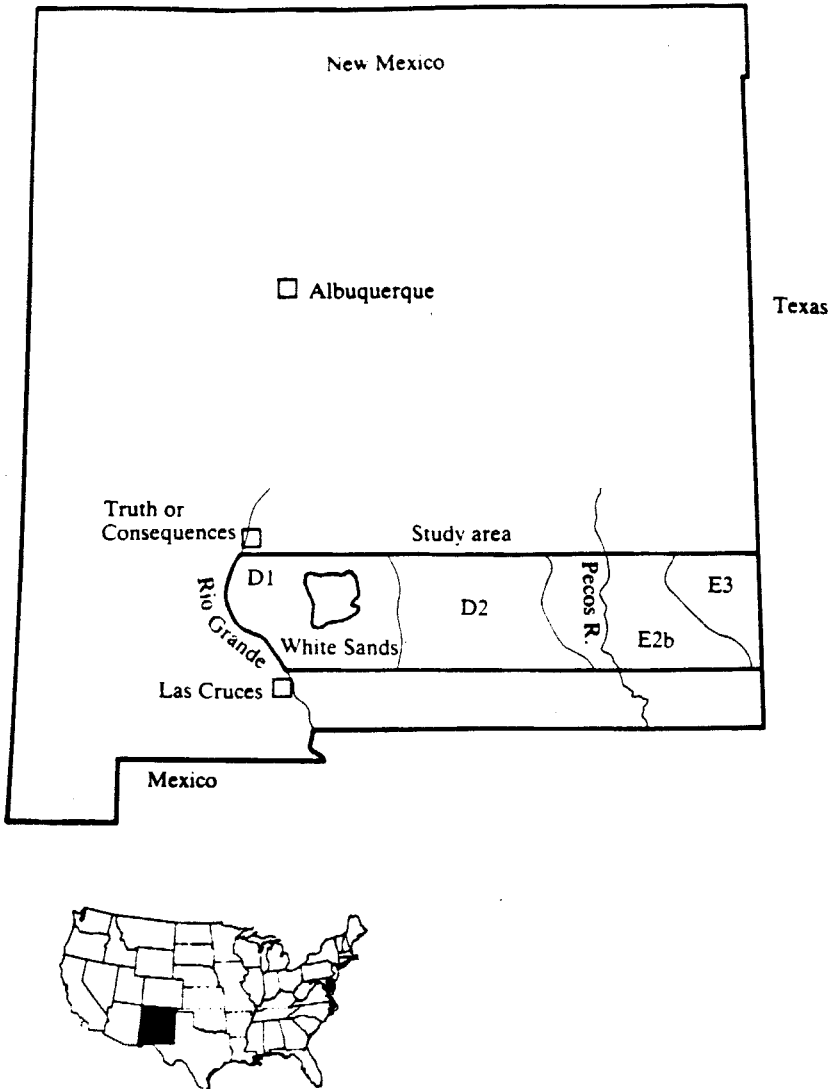 New Mexico
Albuquerque
Texas
Truth or
Consequences
Study area
D1
Rio Grande
White Sands
D2
Pecos R.
E2b
E3
Las Cruces
Mexico